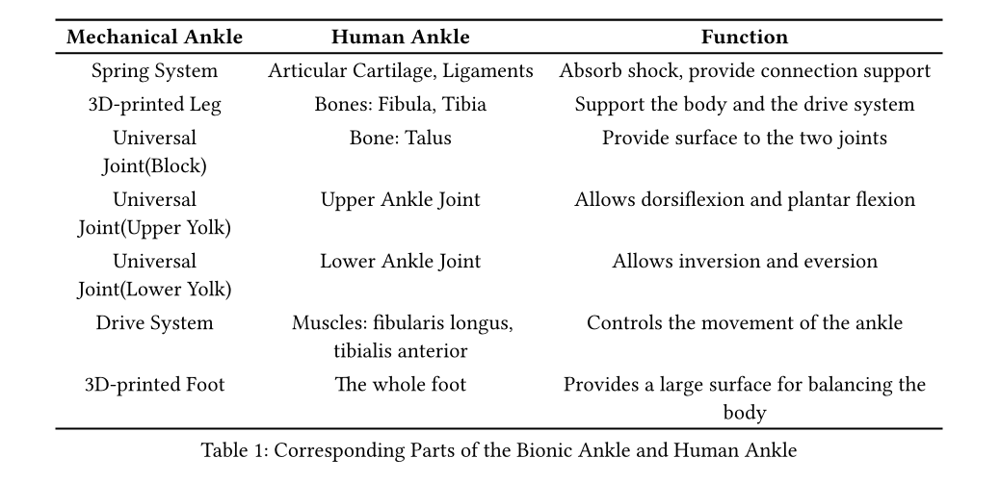 Mechanical Ankle Human Ankle Function
Spring System Articular Cartilage, Ligaments Absorb shock, provide connection support
3D-printed Leg Bones: Fibula, Tibia Support the body and the drive system
Universal Bone: Talus Provide surface to the two joints
Joint(Block)
Universal Upper Ankle Joint Allows dorsiflexion and plantar flexion
Joint(Upper Yolk)
Universal Lower Ankle Joint Allows inversion and eversion
Joint(Lower Yolk)
Drive System Muscles: fibularis longus, Controls the movement of the ankle
tibialis anterior
3D-printed Foot The whole foot Provides a large surface for balancing the
body
Table 1: Corresponding Parts of the Bionic Ankle and Human Ankle